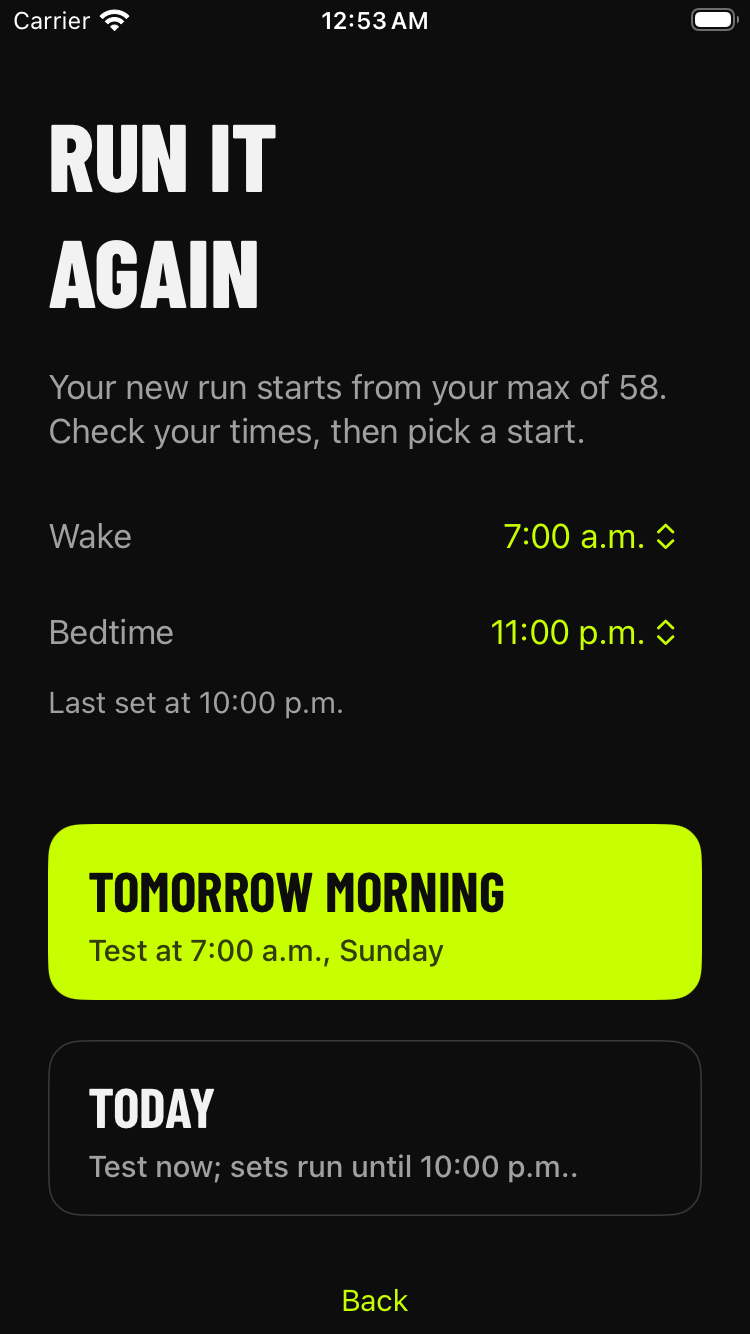 Carrier 12:53 AM
RUN IT
AGAIN
Your new run starts from your max of 58.
Check your times, then pick a start.
Wake 7:00 a.m.
Bedtime 11:00 p.m.
Last set at 10:00 p.m.
TOMORROW MORNING
Test at 7:00 a.m., Sunday
TODAY
Test now; sets run until 10:00 p.m..
Back